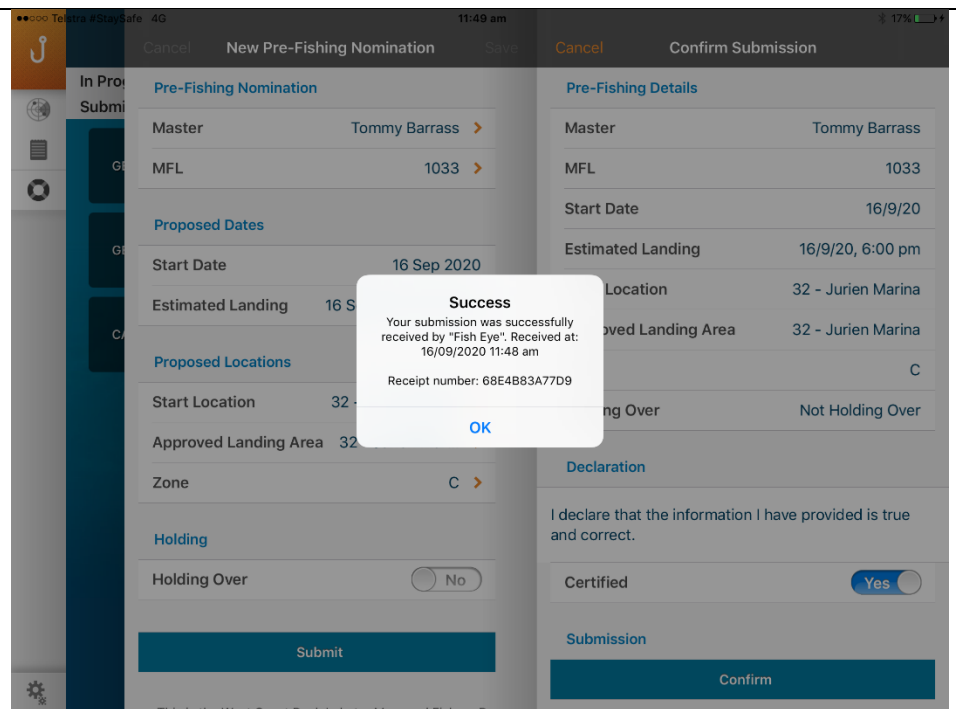 Telstra #StaySafe 4G
11:49 am
17%
Cancel
New Pre-Fishing Nomination
Save
In Prog
Submi
GE
GE
CA
Pre-Fishing Nomination
Master Tommy Barrass
MFL 1033
Proposed Dates
Start Date 16 Sep 2020
Estimated Landing 16 S
Proposed Locations
Start Location 32 -
Approved Landing Area 32
Zone C
Holding
Holding Over No
Submit
Success
Your submission was successfully
received by "Fish Eye". Received at:
16/09/2020 11:48 am
Receipt number: 68E4B83A77D9
OK
Cancel
Confirm Submission
Pre-Fishing Details
Master Tommy Barrass
MFL 1033
Start Date 16/9/20
Estimated Landing 16/9/20, 6:00 pm
Location 32 - Jurien Marina
oved Landing Area 32 - Jurien Marina
C
ng Over Not Holding Over
Declaration
I declare that the information I have provided is true
and correct.
Certified Yes
Submission
Confirm